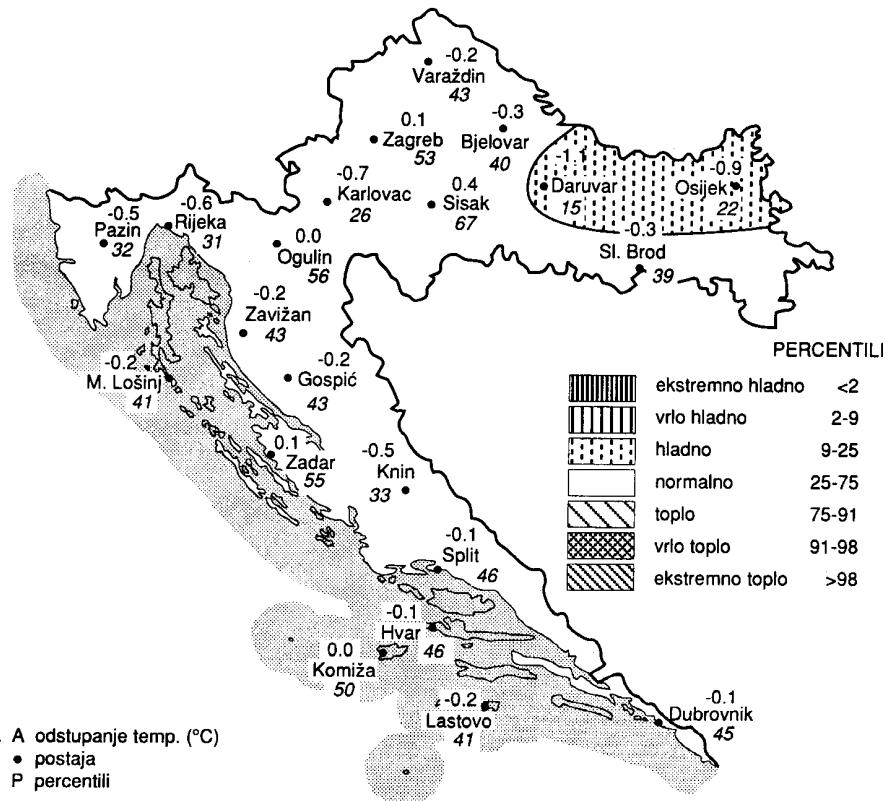 -0.2
Varaždin
43
0.1
Zagreb
53
-0.3
Bjelovar
40
-1.1
Daruvar
15
-0.9
Osijek
22
-0.7
Karlovac
26
0.4
Sisak
67
-0.3
Sl. Brod
39
-0.5
Pazin
32
-0.6
Rijeka
31
0.0
Ogulin
56
-0.2
Zavižan
43
-0.2
M. Lošinj
41
-0.2
Gospić
43
0.1
Zadar
55
-0.5
Knin
33
-0.1
Split
46
-0.1
Hvar
46
0.0
Komiža
50
-0.2
Lastovo
41
-0.1
Dubrovnik
45
PERCENTILI
ekstremno hladno <2
vrlo hladno 2-9
hladno 9-25
normalno 25-75
toplo 75-91
vrlo toplo 91-98
ekstremno toplo >98
A odstupanje temp. (°C)
• postaja
P percentili